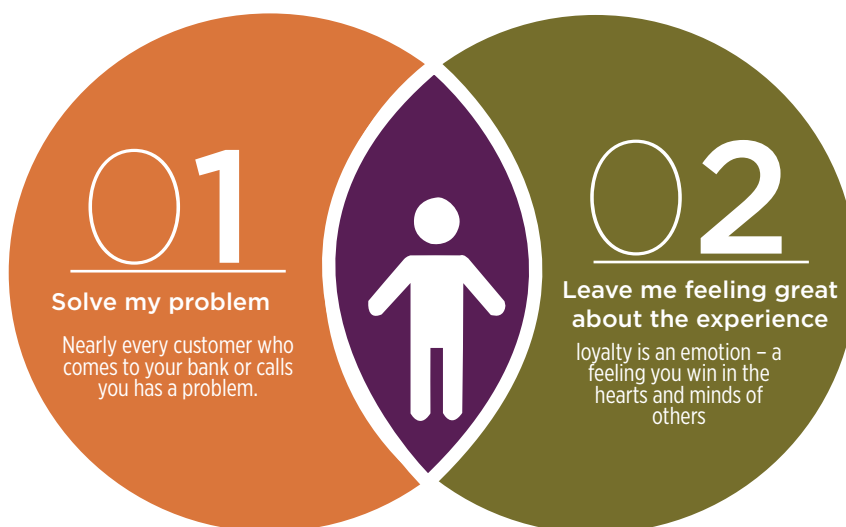 01
Solve my problem
Nearly every customer who
comes to your bank or calls
you has a problem.
02
Leave me feeling great
about the experience
loyalty is an emotion – a
feeling you win in the
hearts and minds of
others